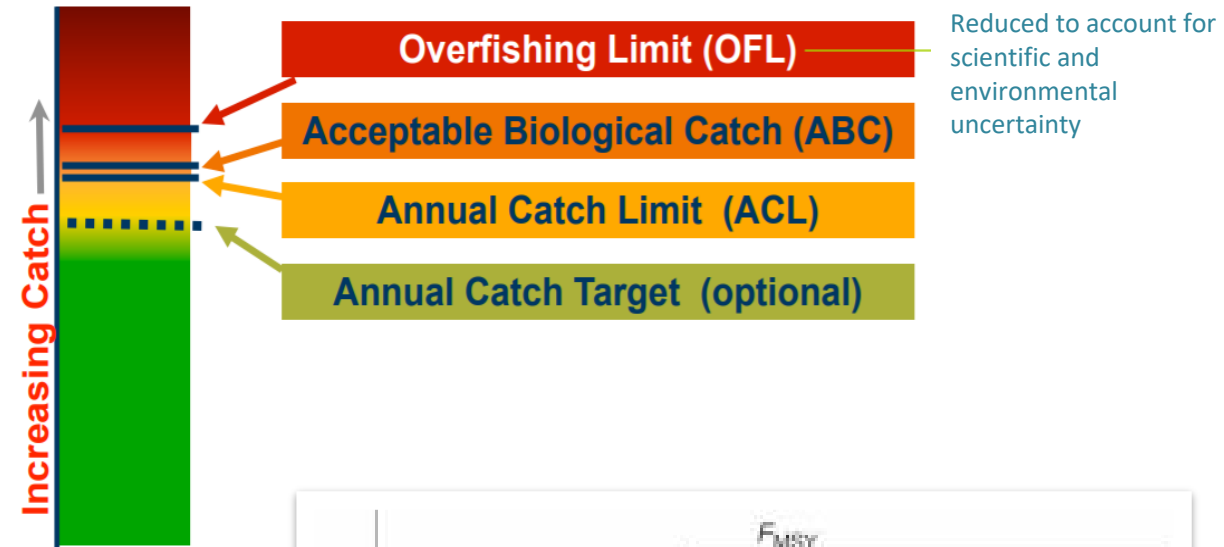 Overfishing Limit (OFL)
Reduced to account for
scientific and
environmental
uncertainty
Acceptable Biological Catch (ABC)
Annual Catch Limit (ACL)
Annual Catch Target (optional)
Increasing Catch
FMSY